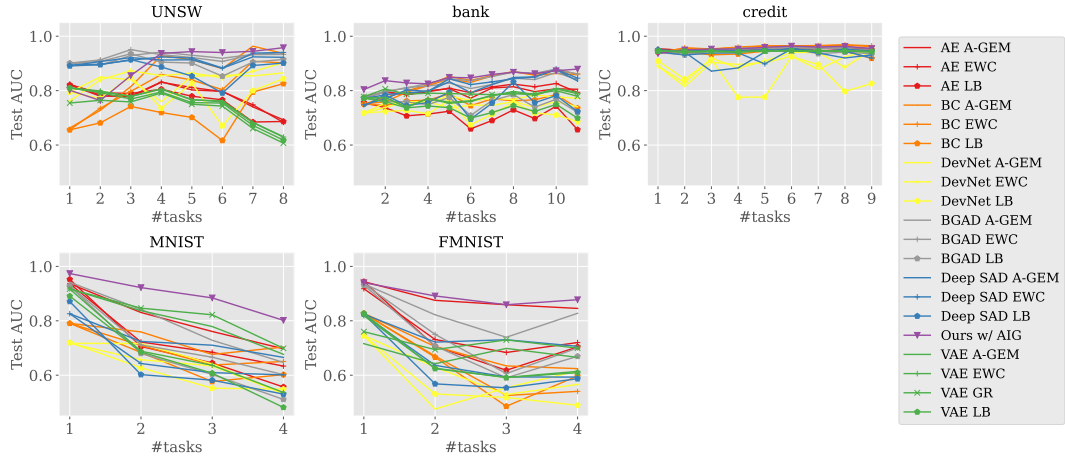 UNSW
bank
credit
1.0
0.8
0.6
Test AUC
1 2 3 4 5 6 7 8
#tasks
1.0
0.8
0.6
Test AUC
2 4 6 8 10
#tasks
1.0
0.8
0.6
Test AUC
1 2 3 4 5 6 7 8 9
#tasks
MNIST
FMNIST
1.0
0.8
0.6
Test AUC
1 2 3 4
#tasks
1.0
0.8
0.6
Test AUC
1 2 3 4
#tasks
AE A-GEM
AE EWC
AE LB
BC A-GEM
BC EWC
BC LB
DevNet A-GEM
DevNet EWC
DevNet LB
BGAD A-GEM
BGAD EWC
BGAD LB
Deep SAD A-GEM
Deep SAD EWC
Deep SAD LB
Ours w/ AIG
VAE A-GEM
VAE EWC
VAE GR
VAE LB